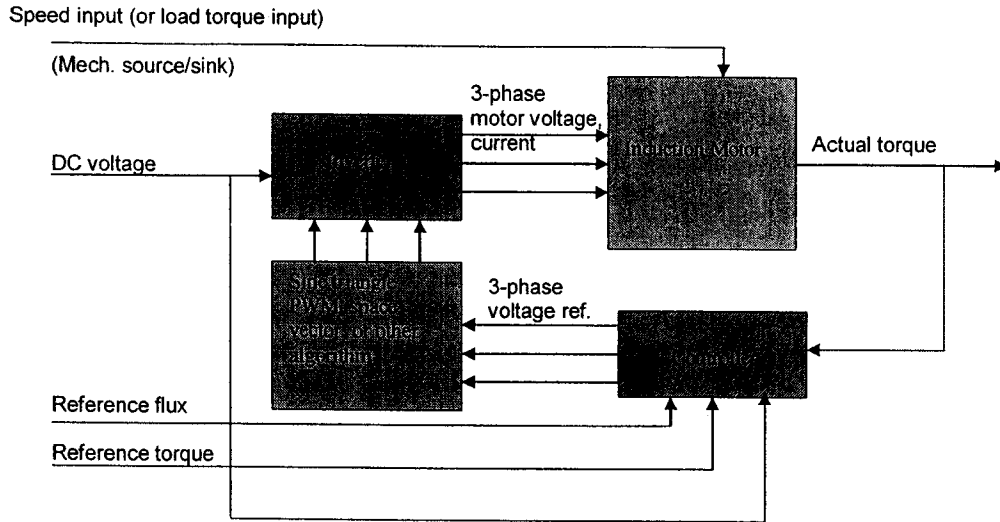 Speed input (or load torque input)
(Mech. source/sink)
3-phase
motor voltage,
current
Inverter
Induction Motor
Actual torque
DC voltage
Sine triangle
PWM, space
vector, or other
algorithm
3-phase
voltage ref.
Controller
Reference flux
Reference torque